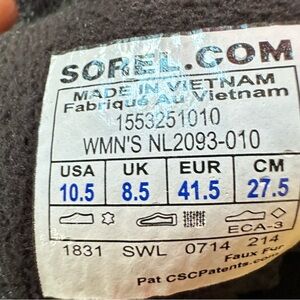 SOREL.COM
MADE IN VIETNAM
Fabriqué Au Vietnam
1553251010
WMN'S NL2093-010
USA UK EUR CM
10.5 8.5 41.5 27.5
ECA-3
1831 SWL 0714 214
Faux Fur
Pat CSCPatents.com